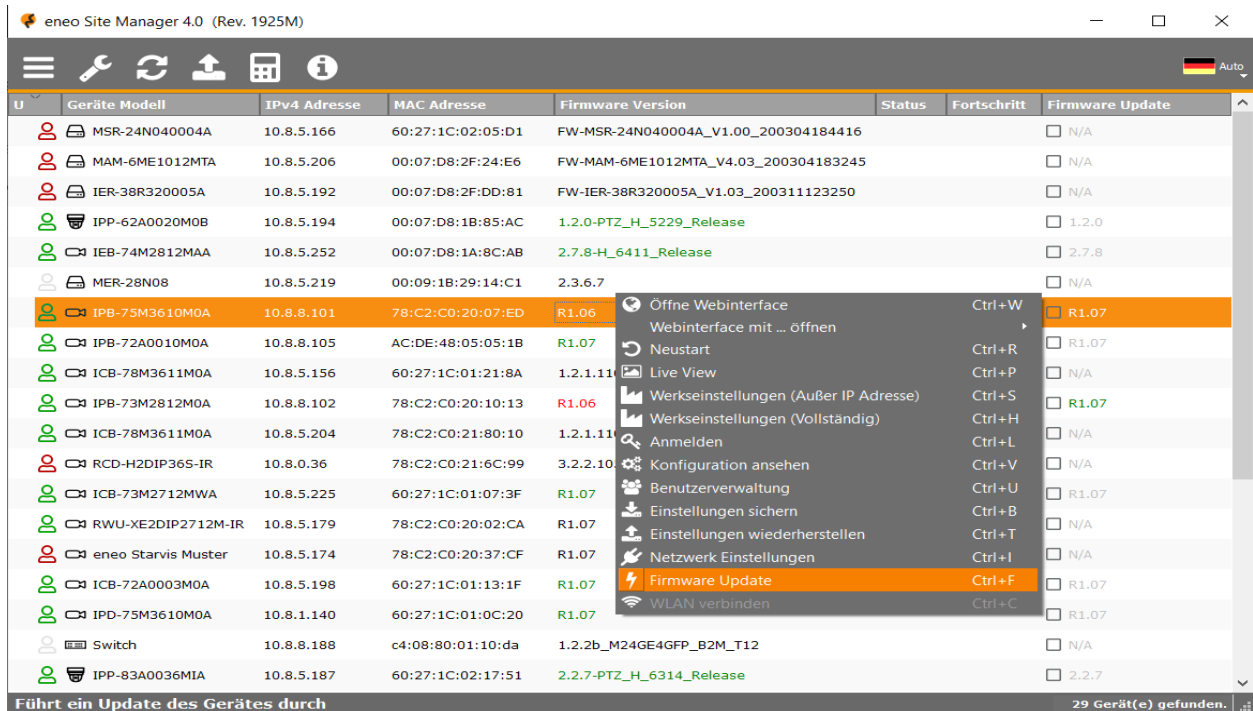 eneo Site Manager 4.0 (Rev. 1925M)
Auto
U Geräte Modell IPv4 Adresse MAC Adresse Firmware Version Status Fortschritt Firmware Update
MSR-24N040004A 10.8.5.166 60:27:1C:02:05:D1 FW-MSR-24N040004A_V1.00_200304184416 N/A
MAM-6ME1012MTA 10.8.5.206 00:07:D8:2F:24:E6 FW-MAM-6ME1012MTA_V4.03_200304183245 N/A
IER-38R320005A 10.8.5.192 00:07:D8:2F:DD:81 FW-IER-38R320005A_V1.03_200311123250 N/A
IPP-62A0020M0B 10.8.5.194 00:07:D8:1B:85:AC 1.2.0-PTZ_H_5229_Release 1.2.0
IEB-74M2812MAA 10.8.5.252 00:07:D8:1A:8C:AB 2.7.8-H_6411_Release 2.7.8
MER-28N08 10.8.5.219 00:09:1B:29:14:C1 2.3.6.7 N/A
IPB-75M3610M0A 10.8.8.101 78:C2:C0:20:07:ED R1.06 R1.07
IPB-72A0010M0A 10.8.8.105 AC:DE:48:05:05:1B R1.07 R1.07
ICB-78M3611M0A 10.8.5.156 60:27:1C:01:21:8A 1.2.1.11 N/A
IPB-73M2812M0A 10.8.8.102 78:C2:C0:20:10:13 R1.06 R1.07
ICB-78M3611M0A 10.8.5.204 78:C2:C0:21:80:10 1.2.1.11 N/A
RCD-H2DIP36S-IR 10.8.0.36 78:C2:C0:21:6C:99 3.2.2.10 N/A
ICB-73M2712MWA 10.8.5.225 60:27:1C:01:07:3F R1.07 R1.07
RWU-XE2DIP2712M-IR 10.8.5.179 78:C2:C0:20:02:CA R1.07 N/A
eneo Starvis Muster 10.8.5.174 78:C2:C0:20:37:CF R1.07 N/A
ICB-72A0003M0A 10.8.5.198 60:27:1C:01:13:1F R1.07 R1.07
IPD-75M3610M0A 10.8.1.140 60:27:1C:01:0C:20 R1.07 R1.07
Switch 10.8.8.188 c4:08:80:01:10:da 1.2.2b_M24GE4GFP_B2M_T12 N/A
IPP-83A0036MIA 10.8.5.187 60:27:1C:02:17:51 2.2.7-PTZ_H_6314_Release 2.2.7
Öffne Webinterface Ctrl+W
Webinterface mit ... öffnen
Neustart Ctrl+R
Live View Ctrl+P
Werkseinstellungen (Außer IP Adresse) Ctrl+S
Werkseinstellungen (Vollständig) Ctrl+H
Anmelden Ctrl+L
Konfiguration ansehen Ctrl+V
Benutzerverwaltung Ctrl+U
Einstellungen sichern Ctrl+B
Einstellungen wiederherstellen Ctrl+T
Netzwerk Einstellungen Ctrl+I
Firmware Update Ctrl+F
WLAN verbinden Ctrl+C
Führt ein Update des Gerätes durch
29 Gerät(e) gefunden.